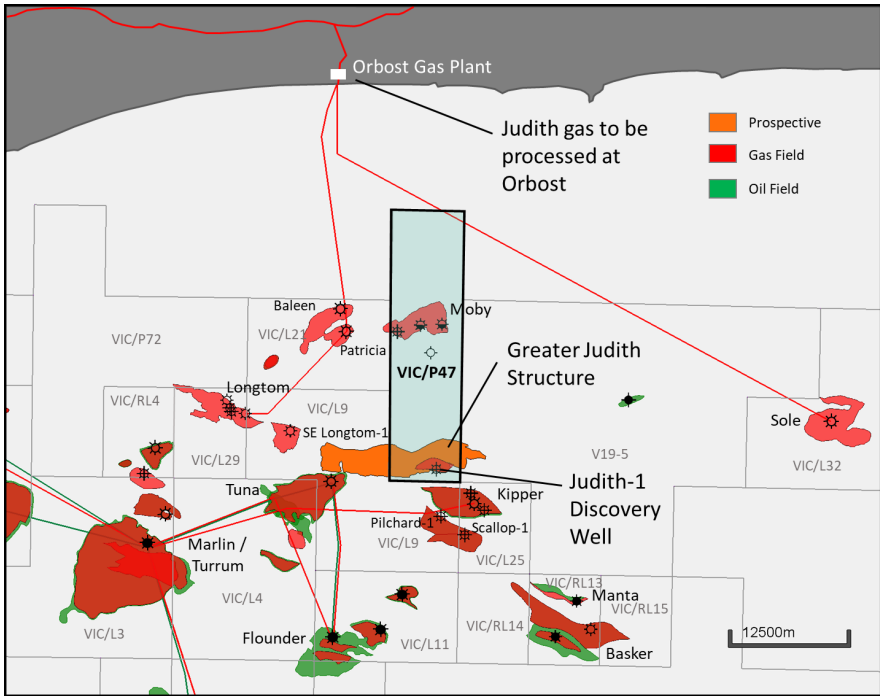 Orbost Gas Plant
Judith gas to be
processed at
Orbost
Prospective
Gas Field
Oil Field
Baleen
Moby
VIC/P72
VIC/L21
Patricia
VIC/P47
Greater Judith
Structure
Longtom
VIC/RL4
VIC/L9
SE Longtom-1
Sole
V19-5
VIC/L29
VIC/L32
Judith-1
Discovery
Well
Tuna
Kipper
Pilchard-1
Scallop-1
VIC/L9
VIC/L25
Marlin /
Turrum
VIC/L4
VIC/RL13
Manta
VIC/RL15
VIC/L3
VIC/RL14
Flounder
VIC/L11
Basker
12500m